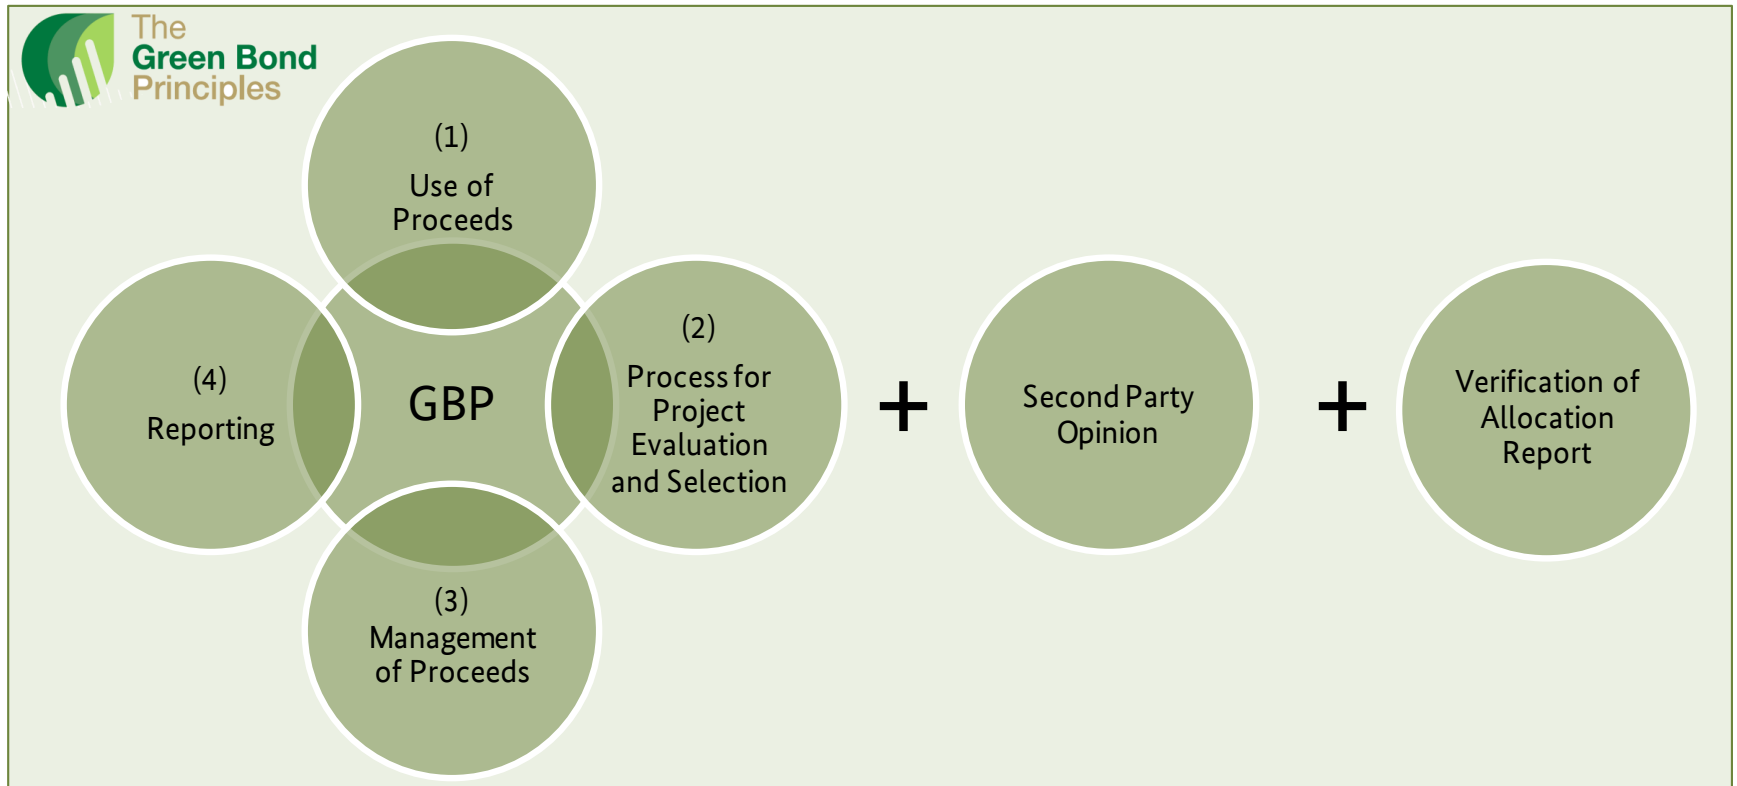 The
Green Bond
Principles
(1)
Use of
Proceeds
(4)
Reporting
GBP
(2)
Process for
Project
Evaluation
and Selection
+
Second Party
Opinion
+
Verification of
Allocation
Report
(3)
Management
of Proceeds